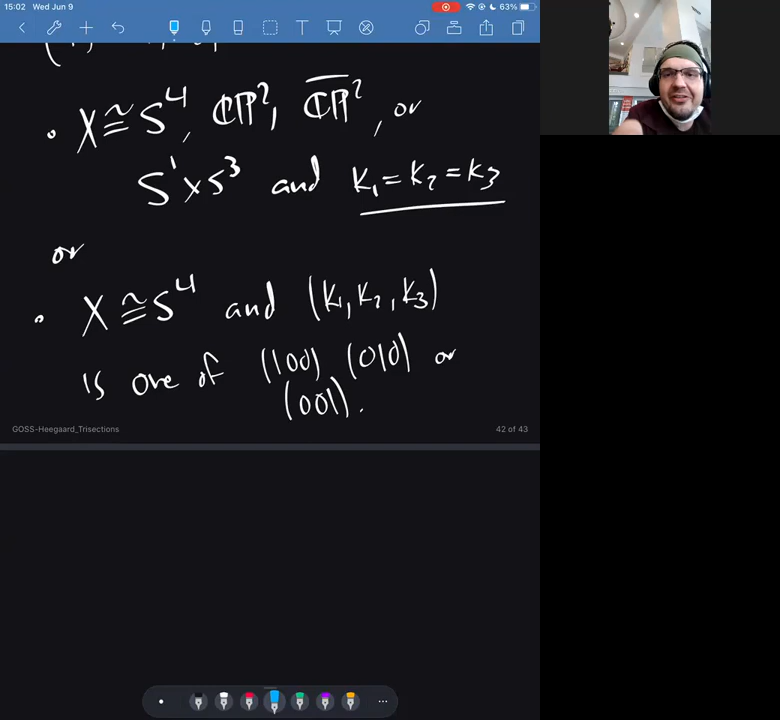 15:02 Wed Jun 9
63%
• X ≅ S⁴, ℂℙ², \overline{ℂℙ}², or
S¹ × S³ and k₁ = k₂ = k₃
or
• X ≅ S⁴ and (k₁, k₂, k₃)
is one of (100) (010) or
(001).
GOSS-Heegaard_Trisections
42 of 43